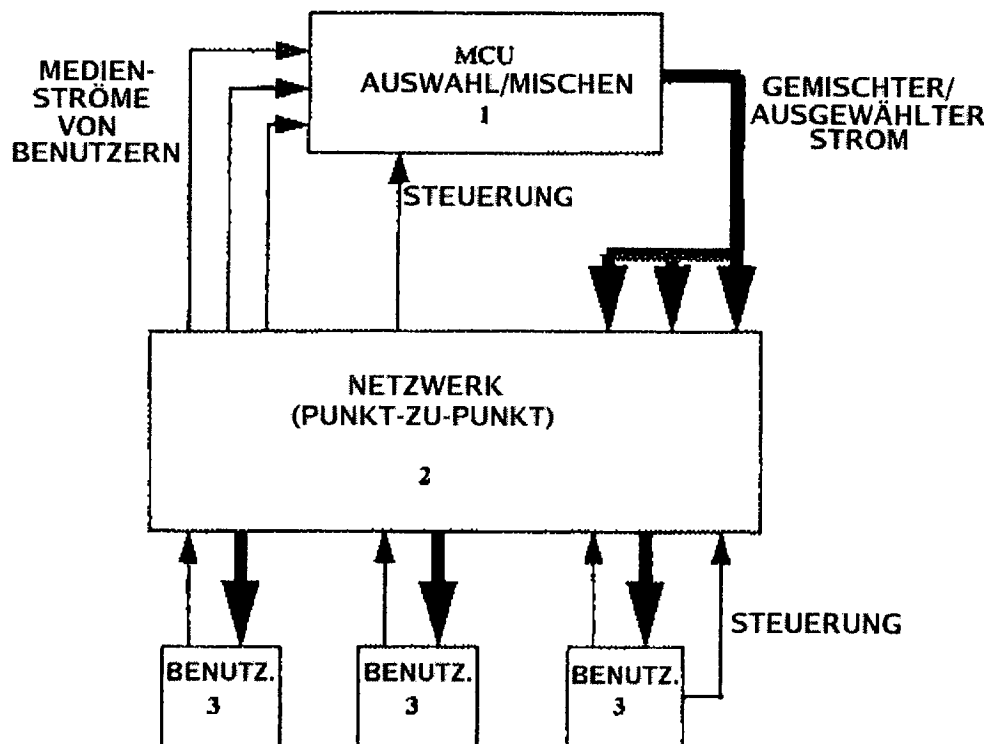 MEDIEN-
STRÖME
VON
BENUTZERN
MCU
AUSWAHL/MISCHEN
1
GEMISCHTER/
AUSGEWÄHLTER
STROM
STEUERUNG
NETZWERK
(PUNKT-ZU-PUNKT)
2
STEUERUNG
BENUTZ.
3
BENUTZ.
3
BENUTZ.
3